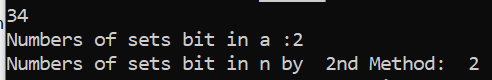 34
Numbers of sets bit in a :2
Numbers of sets bit in n by  2nd Method:  2